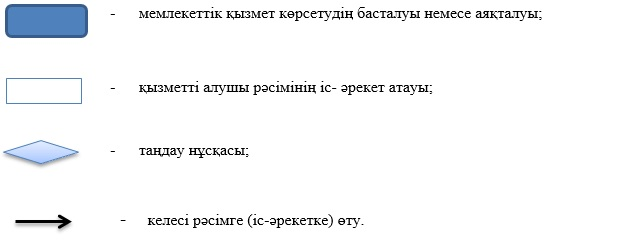 - мемлекеттік қызмет көрсетудің басталуы немесе аяқталуы;
- қызметті алушы рәсімінің іс- әрекет атауы;
- таңдау нұсқасы;
- келесі рәсімге (іс-әрекетке) өту.